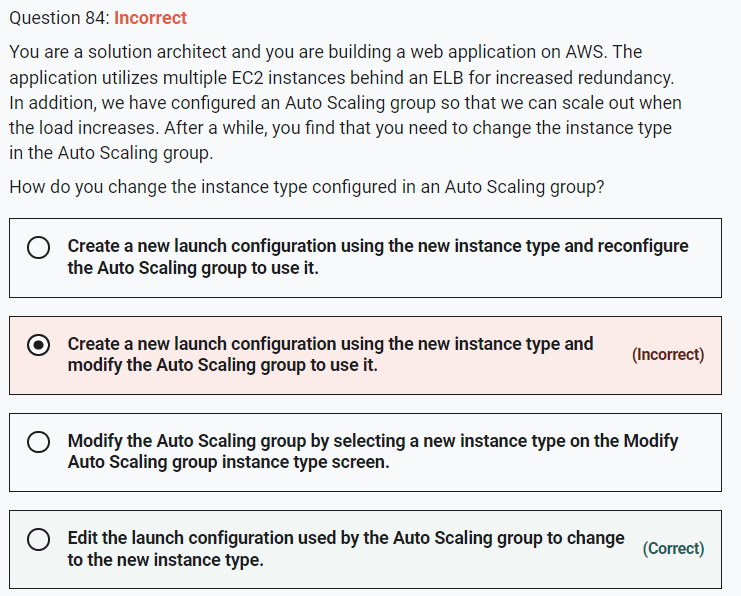 Question 84: Incorrect
You are a solution architect and you are building a web application on AWS. The
application utilizes multiple EC2 instances behind an ELB for increased redundancy.
In addition, we have configured an Auto Scaling group so that we can scale out when
the load increases. After a while, you find that you need to change the instance type
in the Auto Scaling group.
How do you change the instance type configured in an Auto Scaling group?
Create a new launch configuration using the new instance type and reconfigure
the Auto Scaling group to use it.
Create a new launch configuration using the new instance type and
modify the Auto Scaling group to use it.
(Incorrect)
Modify the Auto Scaling group by selecting a new instance type on the Modify
Auto Scaling group instance type screen.
Edit the launch configuration used by the Auto Scaling group to change
to the new instance type.
(Correct)